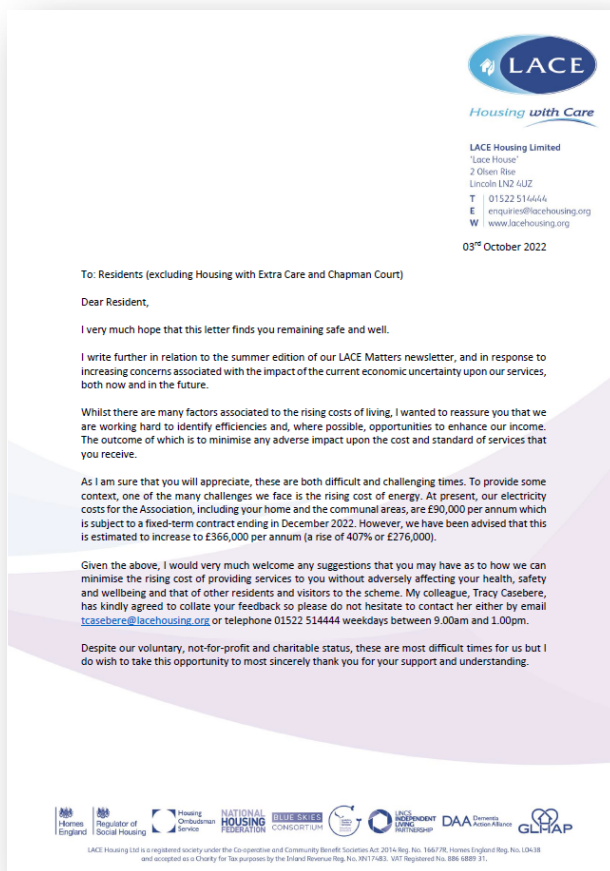 LACE
Housing with Care
LACE Housing Limited
'Lace House'
2 Olsen Rise
Lincoln LN2 4UZ
T 01522 514444
E enquiries@lacehousing.org
W www.lacehousing.org
03rd October 2022
To: Residents (excluding Housing with Extra Care and Chapman Court)
Dear Resident,
I very much hope that this letter finds you remaining safe and well.
I write further in relation to the summer edition of our LACE Matters newsletter, and in response to
increasing concerns associated with the impact of the current economic uncertainty upon our services,
both now and in the future.
Whilst there are many factors associated to the rising costs of living, I wanted to reassure you that we
are working hard to identify efficiencies and, where possible, opportunities to enhance our income.
The outcome of which is to minimise any adverse impact upon the cost and standard of services that
you receive.
As I am sure that you will appreciate, these are both difficult and challenging times. To provide some
context, one of the many challenges we face is the rising cost of energy. At present, our electricity
costs for the Association, including your home and the communal areas, are £90,000 per annum which
is subject to a fixed-term contract ending in December 2022. However, we have been advised that this
is estimated to increase to £366,000 per annum (a rise of 407% or £276,000).
Given the above, I would very much welcome any suggestions that you may have as to how we can
minimise the rising cost of providing services to you without adversely affecting your health, safety
and wellbeing and that of other residents and visitors to the scheme. My colleague, Tracy Casebere,
has kindly agreed to collate your feedback so please do not hesitate to contact her either by email
tcasebere@lacehousing.org or telephone 01522 514444 weekdays between 9.00am and 1.00pm.
Despite our voluntary, not-for-profit and charitable status, these are most difficult times for us but I
do wish to take this opportunity to most sincerely thank you for your support and understanding.
Homes
England
Regulator of
Social Housing
Housing
Ombudsman
Service
NATIONAL
HOUSING
FEDERATION
BLUE SKIES
CONSORTIUM
LINCS
INDEPENDENT
LIVING
PARTNERSHIP
DAA Dementia
Action Alliance
GLHAP
LACE Housing Ltd is a registered society under the Co-operative and Community Benefit Societies Act 2014 Reg. No. 16677R, Homes England Reg. No. L0438
and accepted as a Charity for Tax purposes by the Inland Revenue Reg. No. XN17483. VAT Registered No. 886 6889 31.